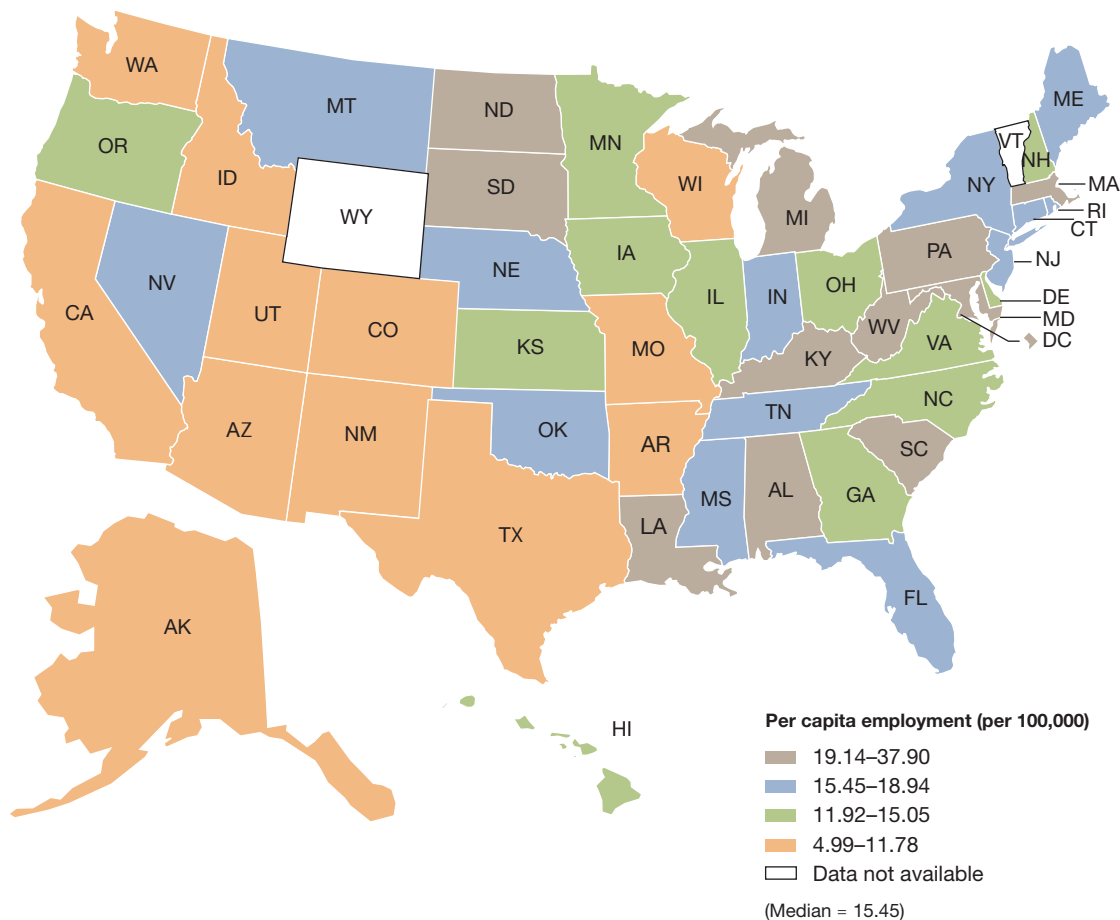 WA
MT
ND
MN
ME
OR
ID
SD
WI
VT
NH
NY
MA
MI
RI
CT
WY
PA
NJ
IA
NE
NV
IL
IN
OH
DE
CA
UT
CO
MD
WV
DC
KS
MO
KY
VA
NC
TN
AZ
NM
OK
AR
SC
MS
AL
GA
LA
TX
FL
AK
HI
Per capita employment (per 100,000)
19.14–37.90
15.45–18.94
11.92–15.05
4.99–11.78
Data not available
(Median = 15.45)